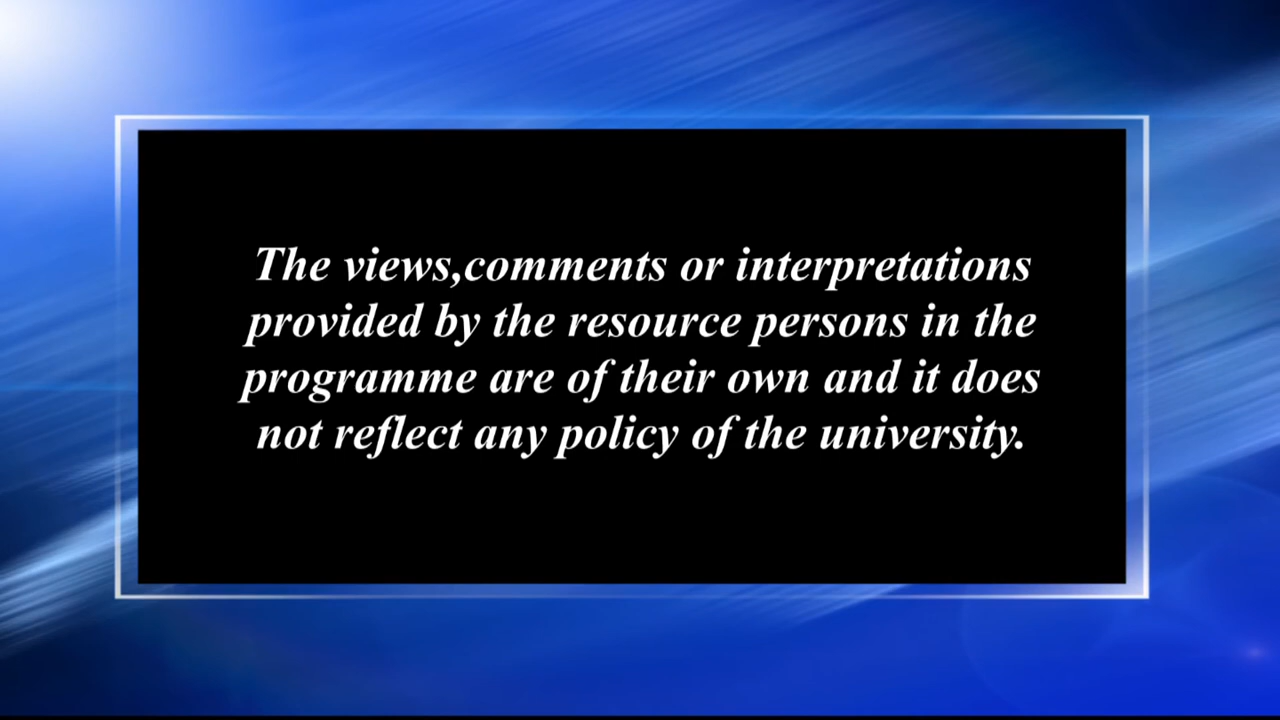 The views,comments or interpretations
provided by the resource persons in the
programme are of their own and it does
not reflect any policy of the university.